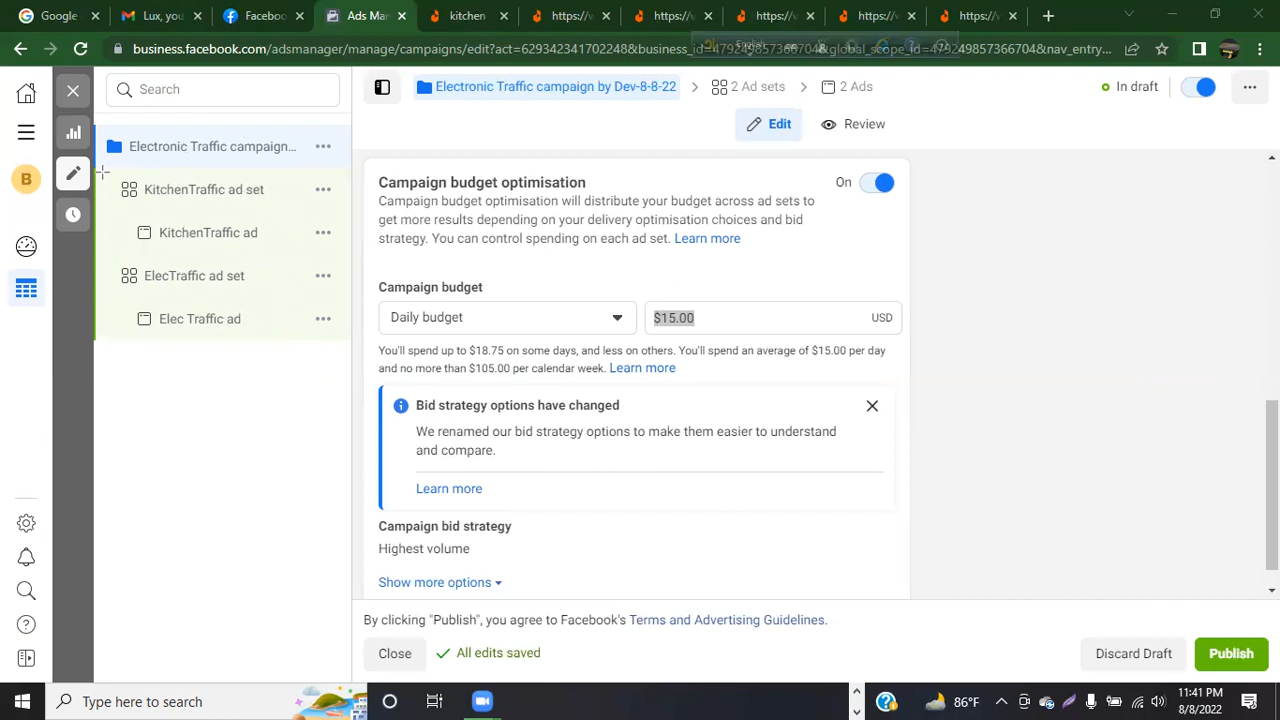 Google
Lux, yo
Facebook
Ads Man
kitchen
https://v
https://v
https://v
https://v
https://v
business.facebook.com/adsmanager/manage/campaigns/edit?act=629342341702248&business_id=4792498573667048&global_scope_id=4792498573667048&nav_entry...
Search
Electronic Traffic campaign by Dev-8-8-22
2 Ad sets
2 Ads
In draft
Edit
Review
B
Electronic Traffic campaign...
KitchenTraffic ad set
KitchenTraffic ad
ElecTraffic ad set
Elec Traffic ad
Campaign budget optimisation
On
Campaign budget optimisation will distribute your budget across ad sets to
get more results depending on your delivery optimisation choices and bid
strategy. You can control spending on each ad set. Learn more
Campaign budget
Daily budget
$15.00
USD
You'll spend up to $18.75 on some days, and less on others. You'll spend an average of $15.00 per day
and no more than $105.00 per calendar week. Learn more
Bid strategy options have changed
We renamed our bid strategy options to make them easier to understand
and compare.
Learn more
Campaign bid strategy
Highest volume
Show more options
By clicking "Publish", you agree to Facebook's Terms and Advertising Guidelines.
Close
All edits saved
Discard Draft
Publish
Type here to search
86°F
11:41 PM
8/8/2022